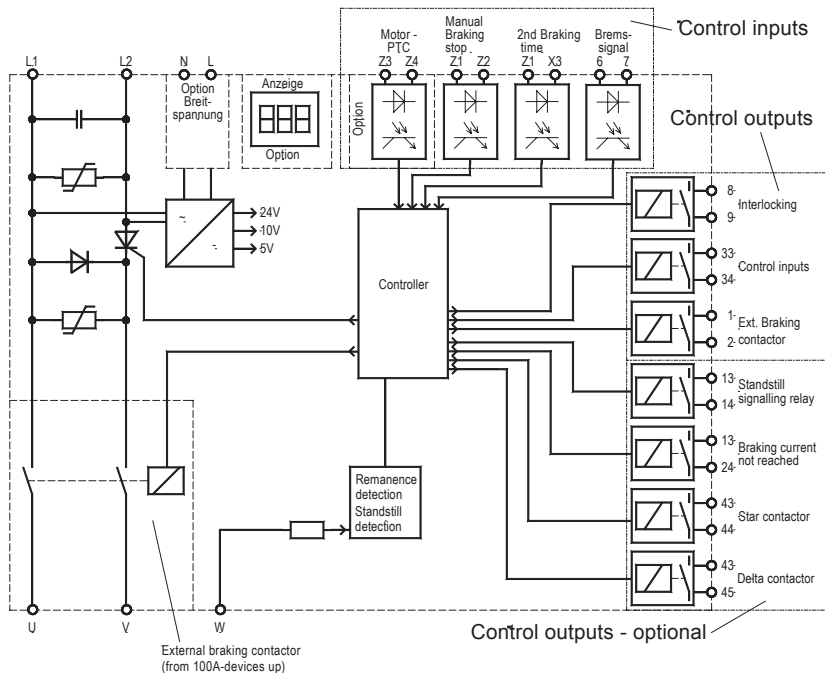 Control inputs
Motor - PTC
Z3 Z4
Manual Braking stop
Z1 Z2
2nd Braking time
Z1 X3
Brems- signal
6 7
L1
L2
N L
Option Breit- spannung
Anzeige
Option
Option
Control outputs
24V
10V
5V
Controller
8
9
Interlocking
33
34
Control inputs
1
2
Ext. Braking contactor
13
14
Standstill signalling relay
13
24
Braking current not reached
43
44
Star contactor
43
45
Delta contactor
Remanence detection
Standstill detection
U
V
W
Control outputs - optional
External braking contactor
(from 100A-devices up)